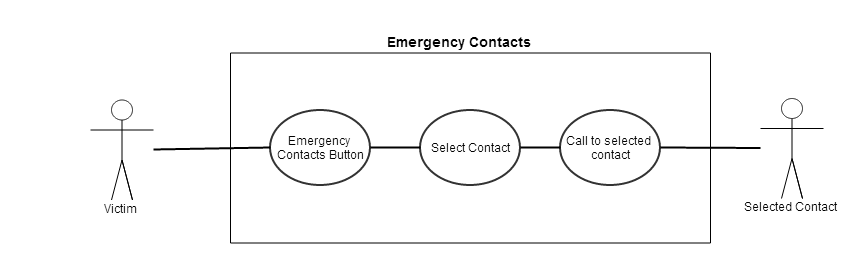 Emergency Contacts
Emergency
Contacts Button
Select Contact
Call to selected
contact
Victim
Selected Contact